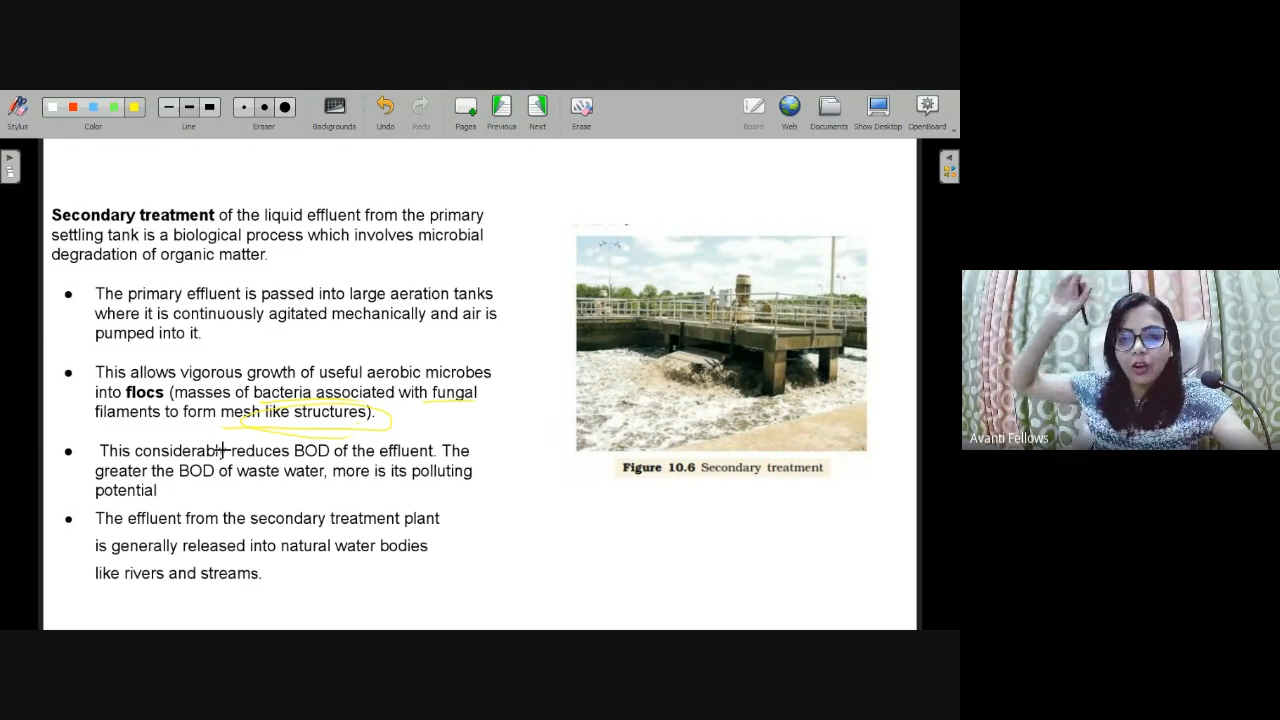 Stylus
Color
Line
Eraser
Backgrounds
Undo
Redo
Pages
Previous
Next
Erase
Board
Web
Documents
Show Desktop
OpenBoard
Secondary treatment of the liquid effluent from the primary
settling tank is a biological process which involves microbial
degradation of organic matter.
● The primary effluent is passed into large aeration tanks
where it is continuously agitated mechanically and air is
pumped into it.
● This allows vigorous growth of useful aerobic microbes
into flocs (masses of bacteria associated with fungal
filaments to form mesh like structures).
● This considerably reduces BOD of the effluent. The
greater the BOD of waste water, more is its polluting
potential
● The effluent from the secondary treatment plant
is generally released into natural water bodies
like rivers and streams.
Figure 10.6 Secondary treatment
Avanti Fellows